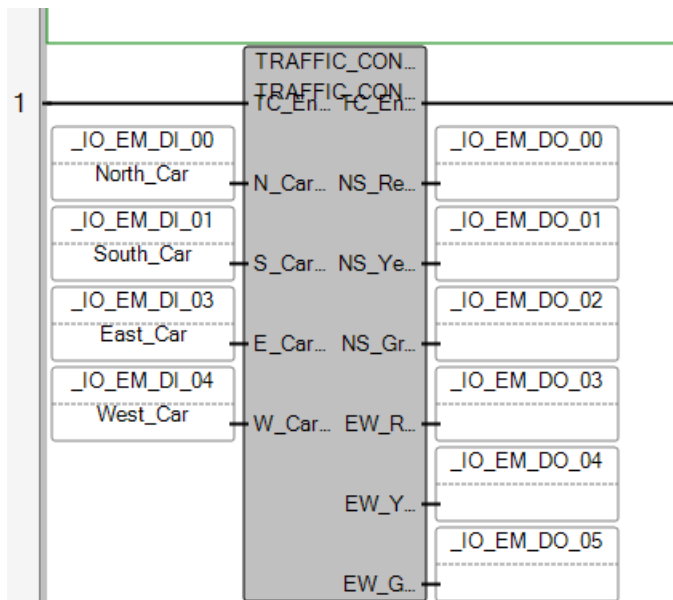 TRAFFIC_CON...
TRAFFIC_CON...
1
TC_En... TC_En...
_IO_EM_DI_00
North_Car
N_Car... NS_Re...
_IO_EM_DO_00
_IO_EM_DI_01
South_Car
S_Car... NS_Ye...
_IO_EM_DO_01
_IO_EM_DI_03
East_Car
E_Car... NS_Gr...
_IO_EM_DO_02
_IO_EM_DI_04
West_Car
W_Car... EW_R...
_IO_EM_DO_03
EW_Y...
_IO_EM_DO_04
EW_G...
_IO_EM_DO_05